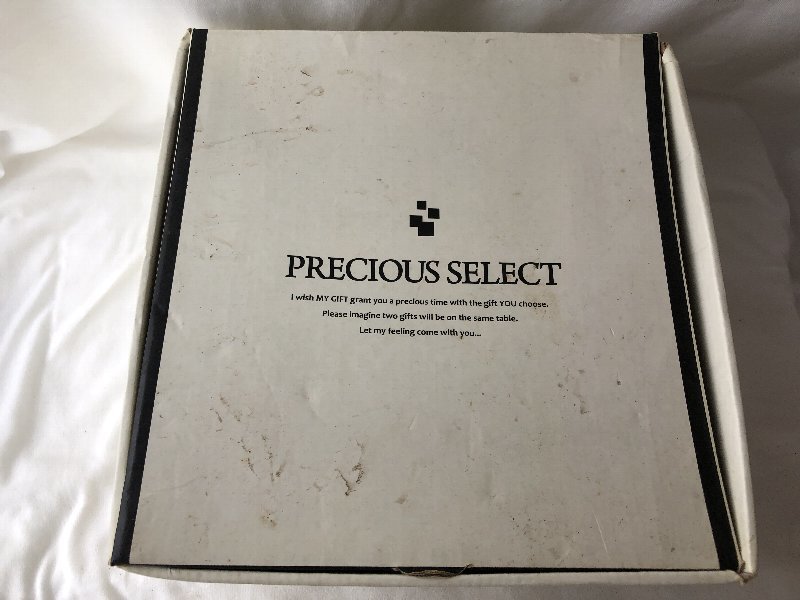 PRECIOUS SELECT
I wish MY GIFT grant you a precious time with the gift YOU choose.
Please imagine two gifts will be on the same table.
Let my feeling come with you...